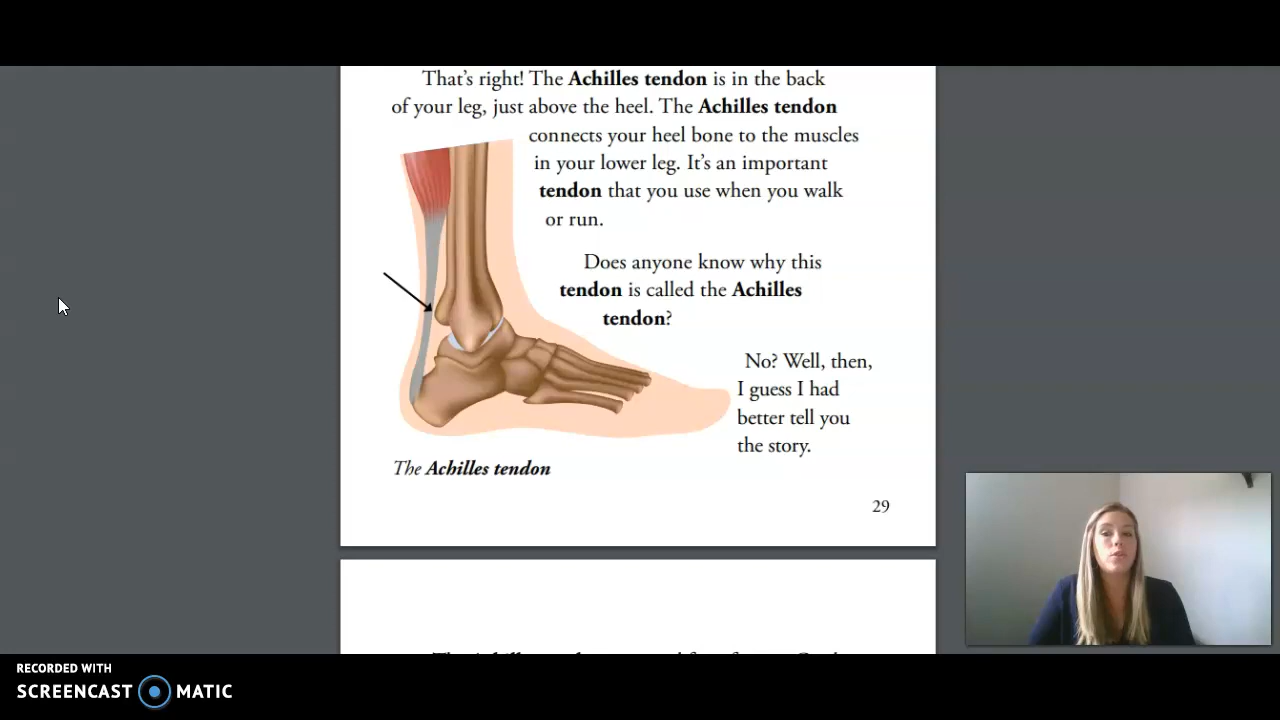 That's right! The Achilles tendon is in the back
of your leg, just above the heel. The Achilles tendon
connects your heel bone to the muscles
in your lower leg. It's an important
tendon that you use when you walk
or run.
Does anyone know why this
tendon is called the Achilles
tendon?
No? Well, then,
I guess I had
better tell you
the story.
The Achilles tendon
29
RECORDED WITH
SCREENCAST MATIC